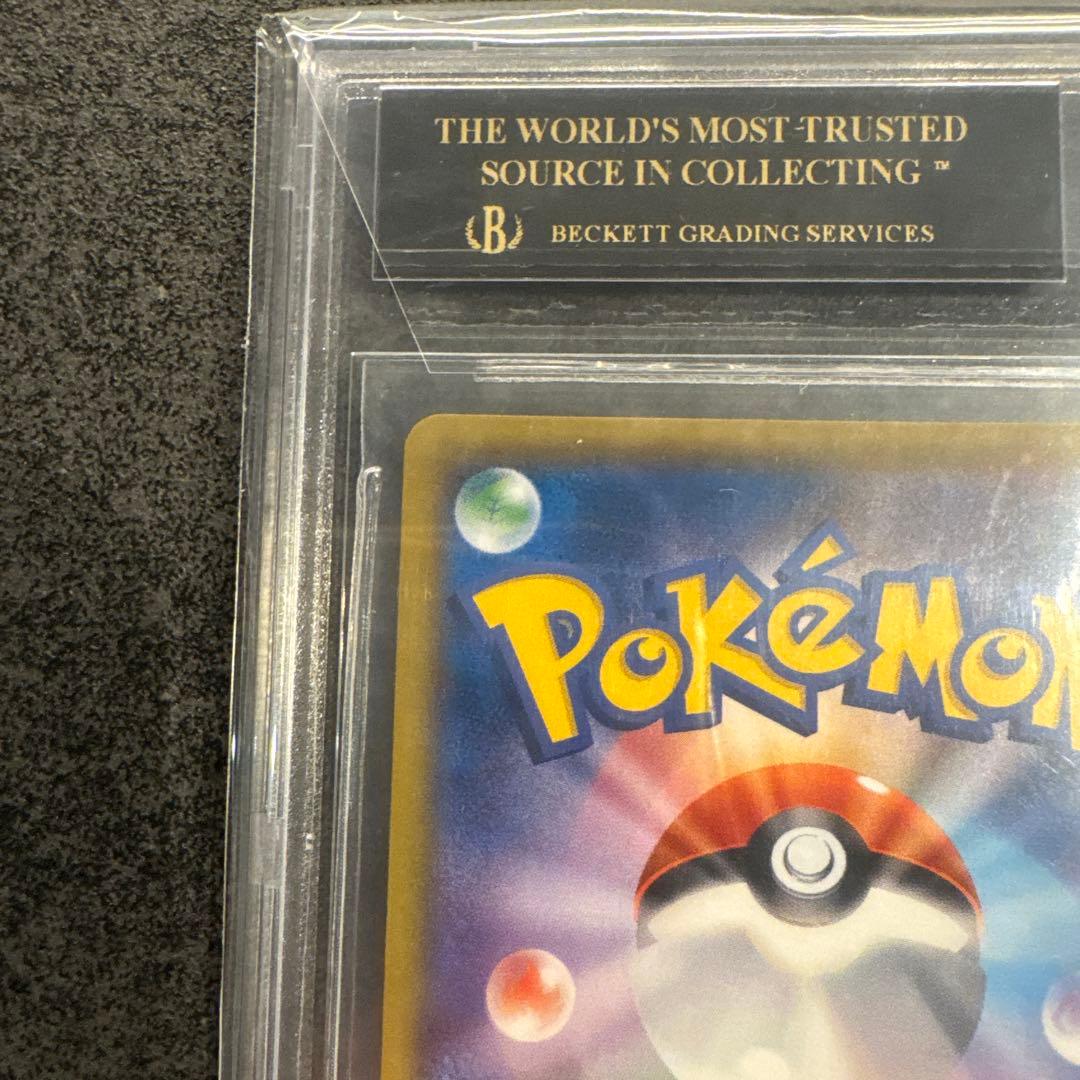 THE WORLD'S MOST TRUSTED
SOURCE IN COLLECTING ™
B BECKETT GRADING SERVICES
POKéMON